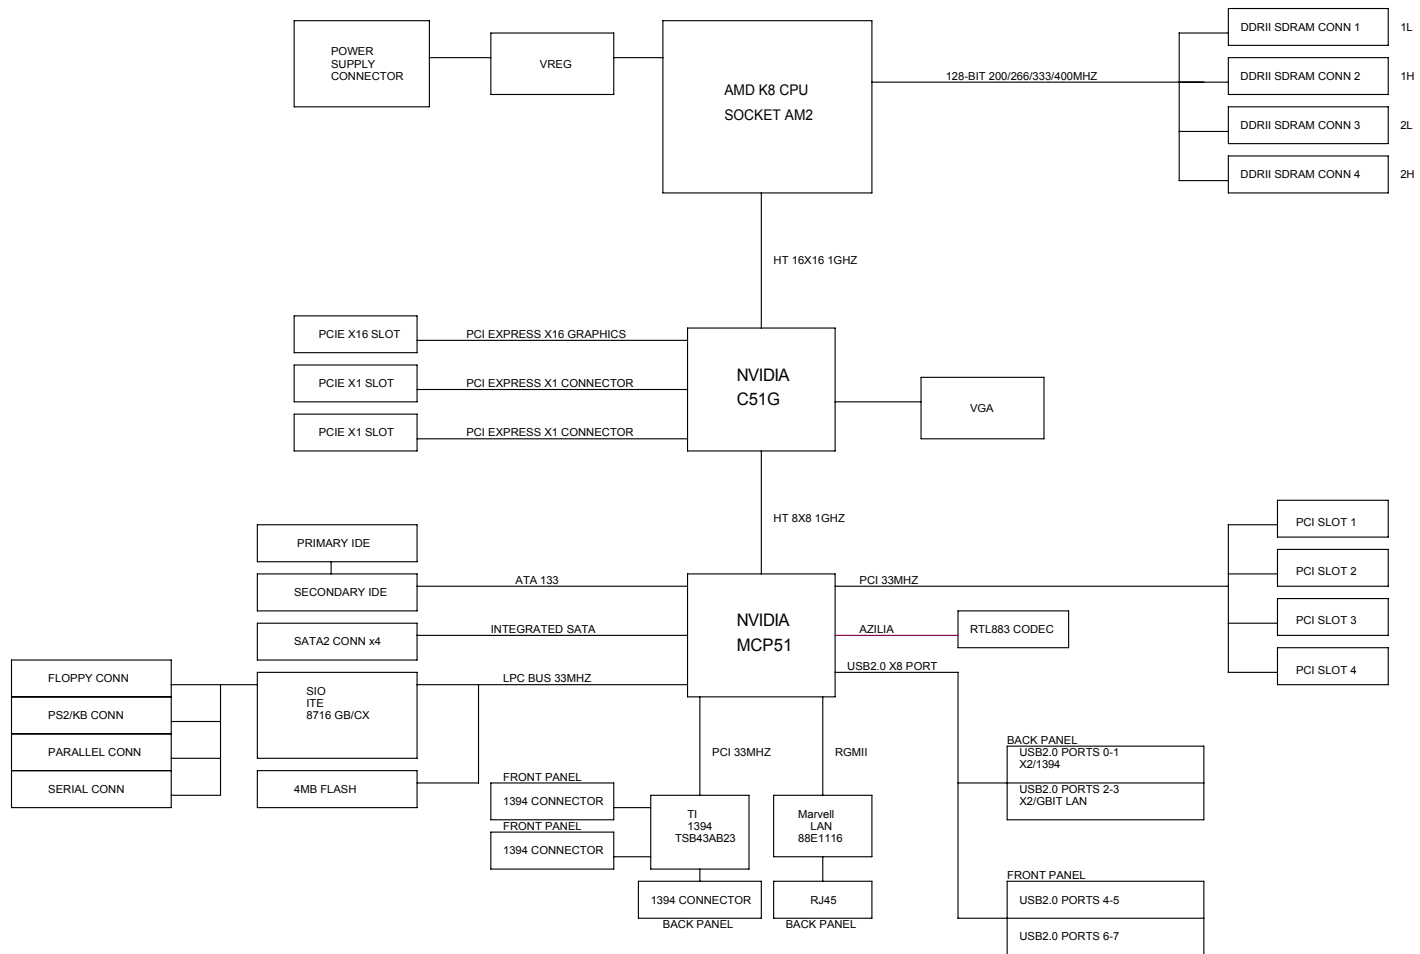 POWER
SUPPLY
CONNECTOR
VREG
AMD K8 CPU
SOCKET AM2
128-BIT 200/266/333/400MHZ
DDRII SDRAM CONN 1
1L
DDRII SDRAM CONN 2
1H
DDRII SDRAM CONN 3
2L
DDRII SDRAM CONN 4
2H
HT 16X16 1GHZ
PCIE X16 SLOT
PCI EXPRESS X16 GRAPHICS
PCIE X1 SLOT
PCI EXPRESS X1 CONNECTOR
PCIE X1 SLOT
PCI EXPRESS X1 CONNECTOR
NVIDIA
C51G
VGA
HT 8X8 1GHZ
PRIMARY IDE
SECONDARY IDE
ATA 133
SATA2 CONN x4
INTEGRATED SATA
NVIDIA
MCP51
PCI 33MHZ
PCI SLOT 1
PCI SLOT 2
PCI SLOT 3
PCI SLOT 4
AZILIA
RTL883 CODEC
USB2.0 X8 PORT
FLOPPY CONN
PS2/KB CONN
PARALLEL CONN
SERIAL CONN
SIO
ITE
8716 GB/CX
LPC BUS 33MHZ
4MB FLASH
PCI 33MHZ
RGMII
FRONT PANEL
1394 CONNECTOR
FRONT PANEL
1394 CONNECTOR
TI
1394
TSB43AB23
Marvell
LAN
88E1116
1394 CONNECTOR
BACK PANEL
RJ45
BACK PANEL
BACK PANEL
USB2.0 PORTS 0-1
X2/1394
USB2.0 PORTS 2-3
X2/GBIT LAN
FRONT PANEL
USB2.0 PORTS 4-5
USB2.0 PORTS 6-7